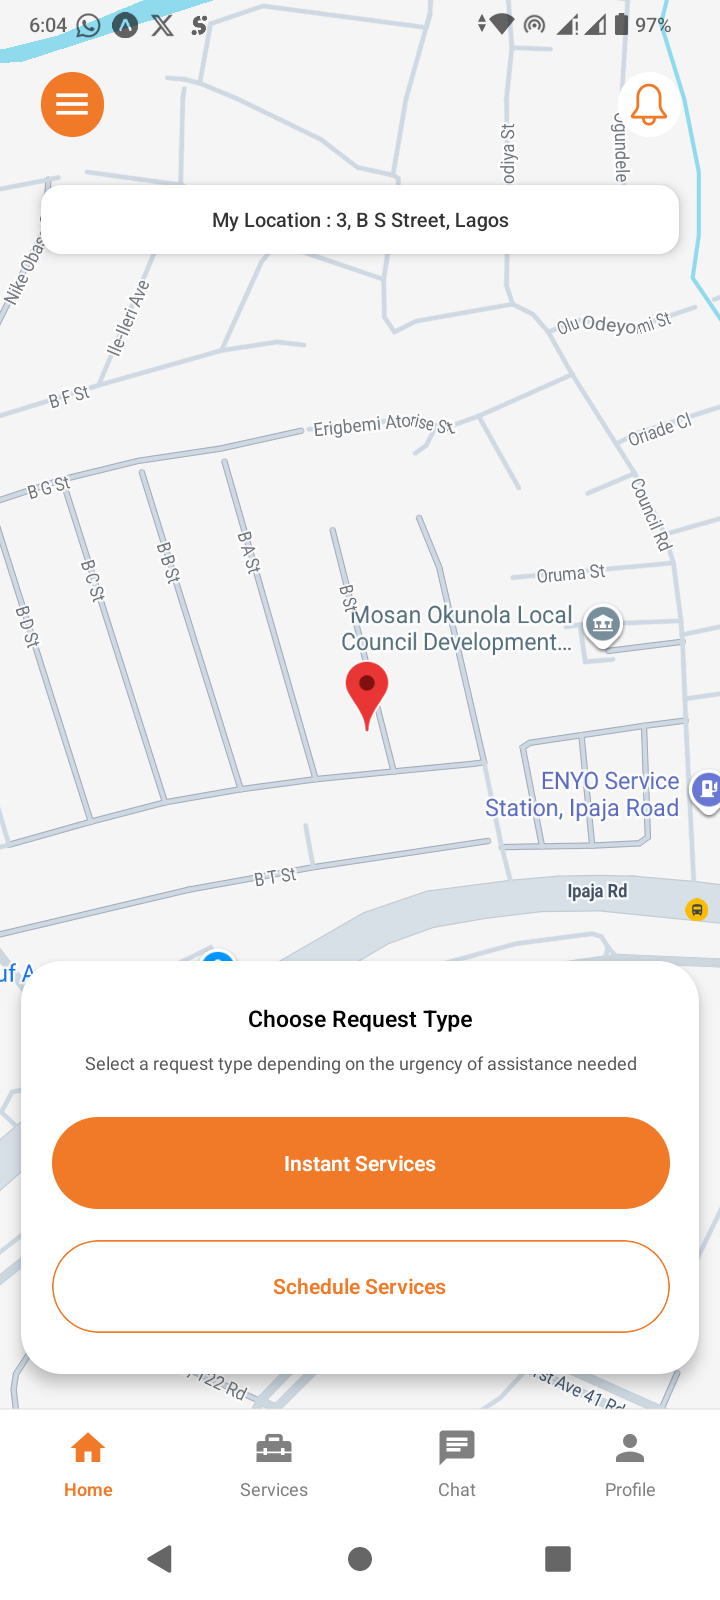 6:04
97%
odiya St
Ogundele
My Location : 3, B S Street, Lagos
Ile-Ileri Ave
Olu Odeyomi St
B F St
Erigbemi Atorise St
Oriade Cl
B G St
Council Rd
B A St
B B St
B C St
Oruma St
B St
B D St
Mosan Okunola Local
Council Development...
ENYO Service
Station, Ipaja Road
B T St
Ipaja Rd
uf A
Choose Request Type
Select a request type depending on the urgency of assistance needed
Instant Services
Schedule Services
22 Rd
st Ave 41 Rd
Home
Services
Chat
Profile